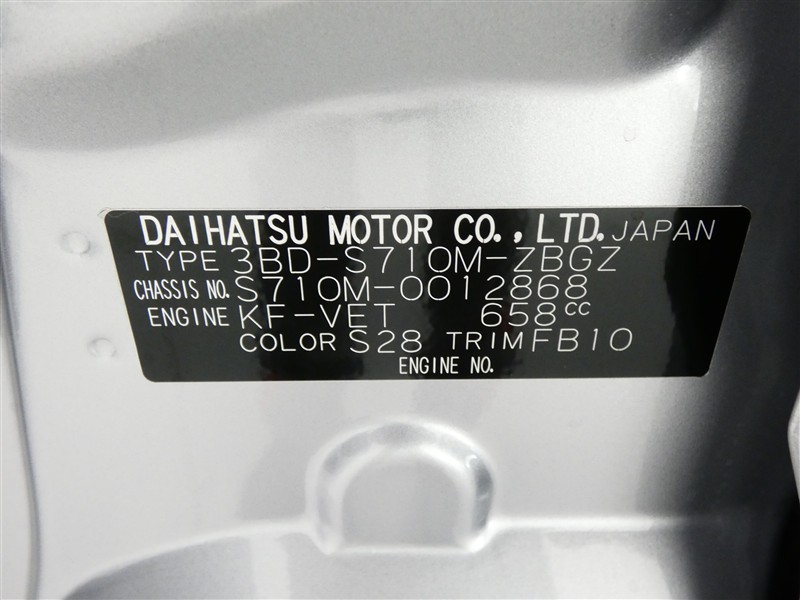 DAIHATSU MOTOR CO.,LTD. JAPAN
TYPE 3BD-S710M-ZBGZ
CHASSIS NO. S710M-0012868
ENGINE KF-VET 658cc
COLOR S28 TRIM FB10
ENGINE NO.